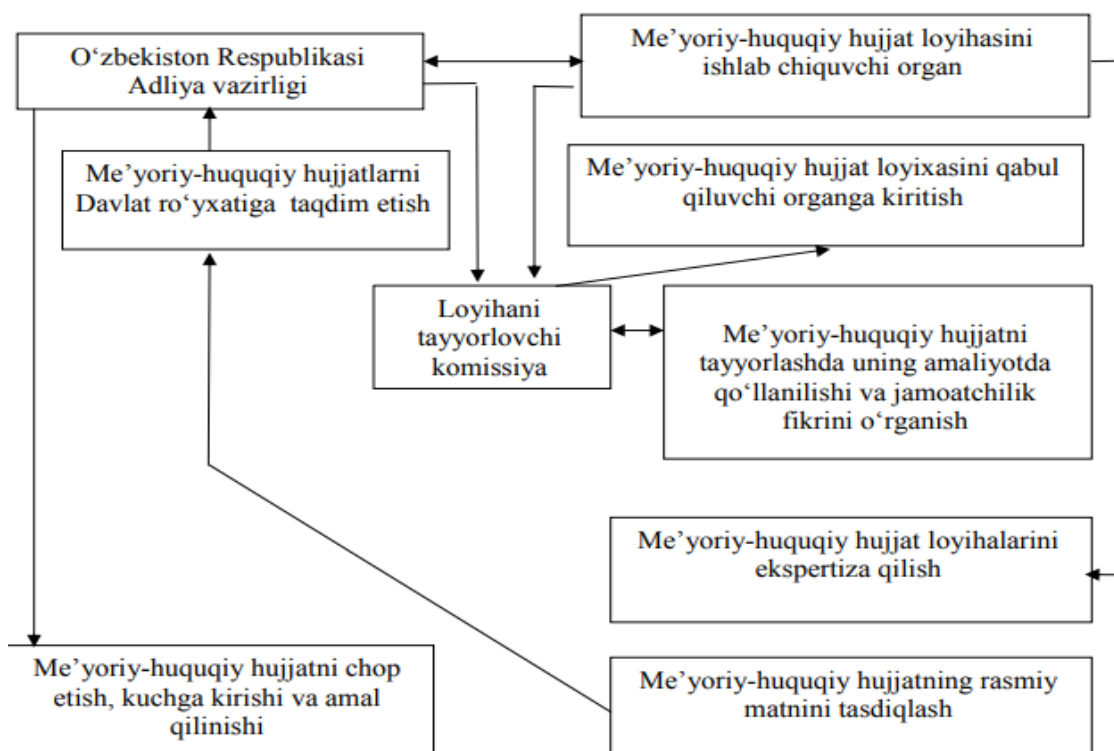 O‘zbekiston Respublikasi
Adliya vazirligi
Me’yoriy-huquqiy hujjat loyihasini
ishlab chiquvchi organ
Me’yoriy-huquqiy hujjatlarni
Davlat ro‘yxatiga taqdim etish
Me’yoriy-huquqiy hujjat loyixasini qabul
qiluvchi organga kiritish
Loyihani
tayyorlovchi
komissiya
Me’yoriy-huquqiy hujjatni
tayyorlashda uning amaliyotda
qo‘llanilishi va jamoatchilik
fikrini o‘rganish
Me’yoriy-huquqiy hujjat loyihalarini
ekspertiza qilish
Me’yoriy-huquqiy hujjatni chop
etish, kuchga kirishi va amal
qilinishi
Me’yoriy-huquqiy hujjatning rasmiy
matnini tasdiqlash